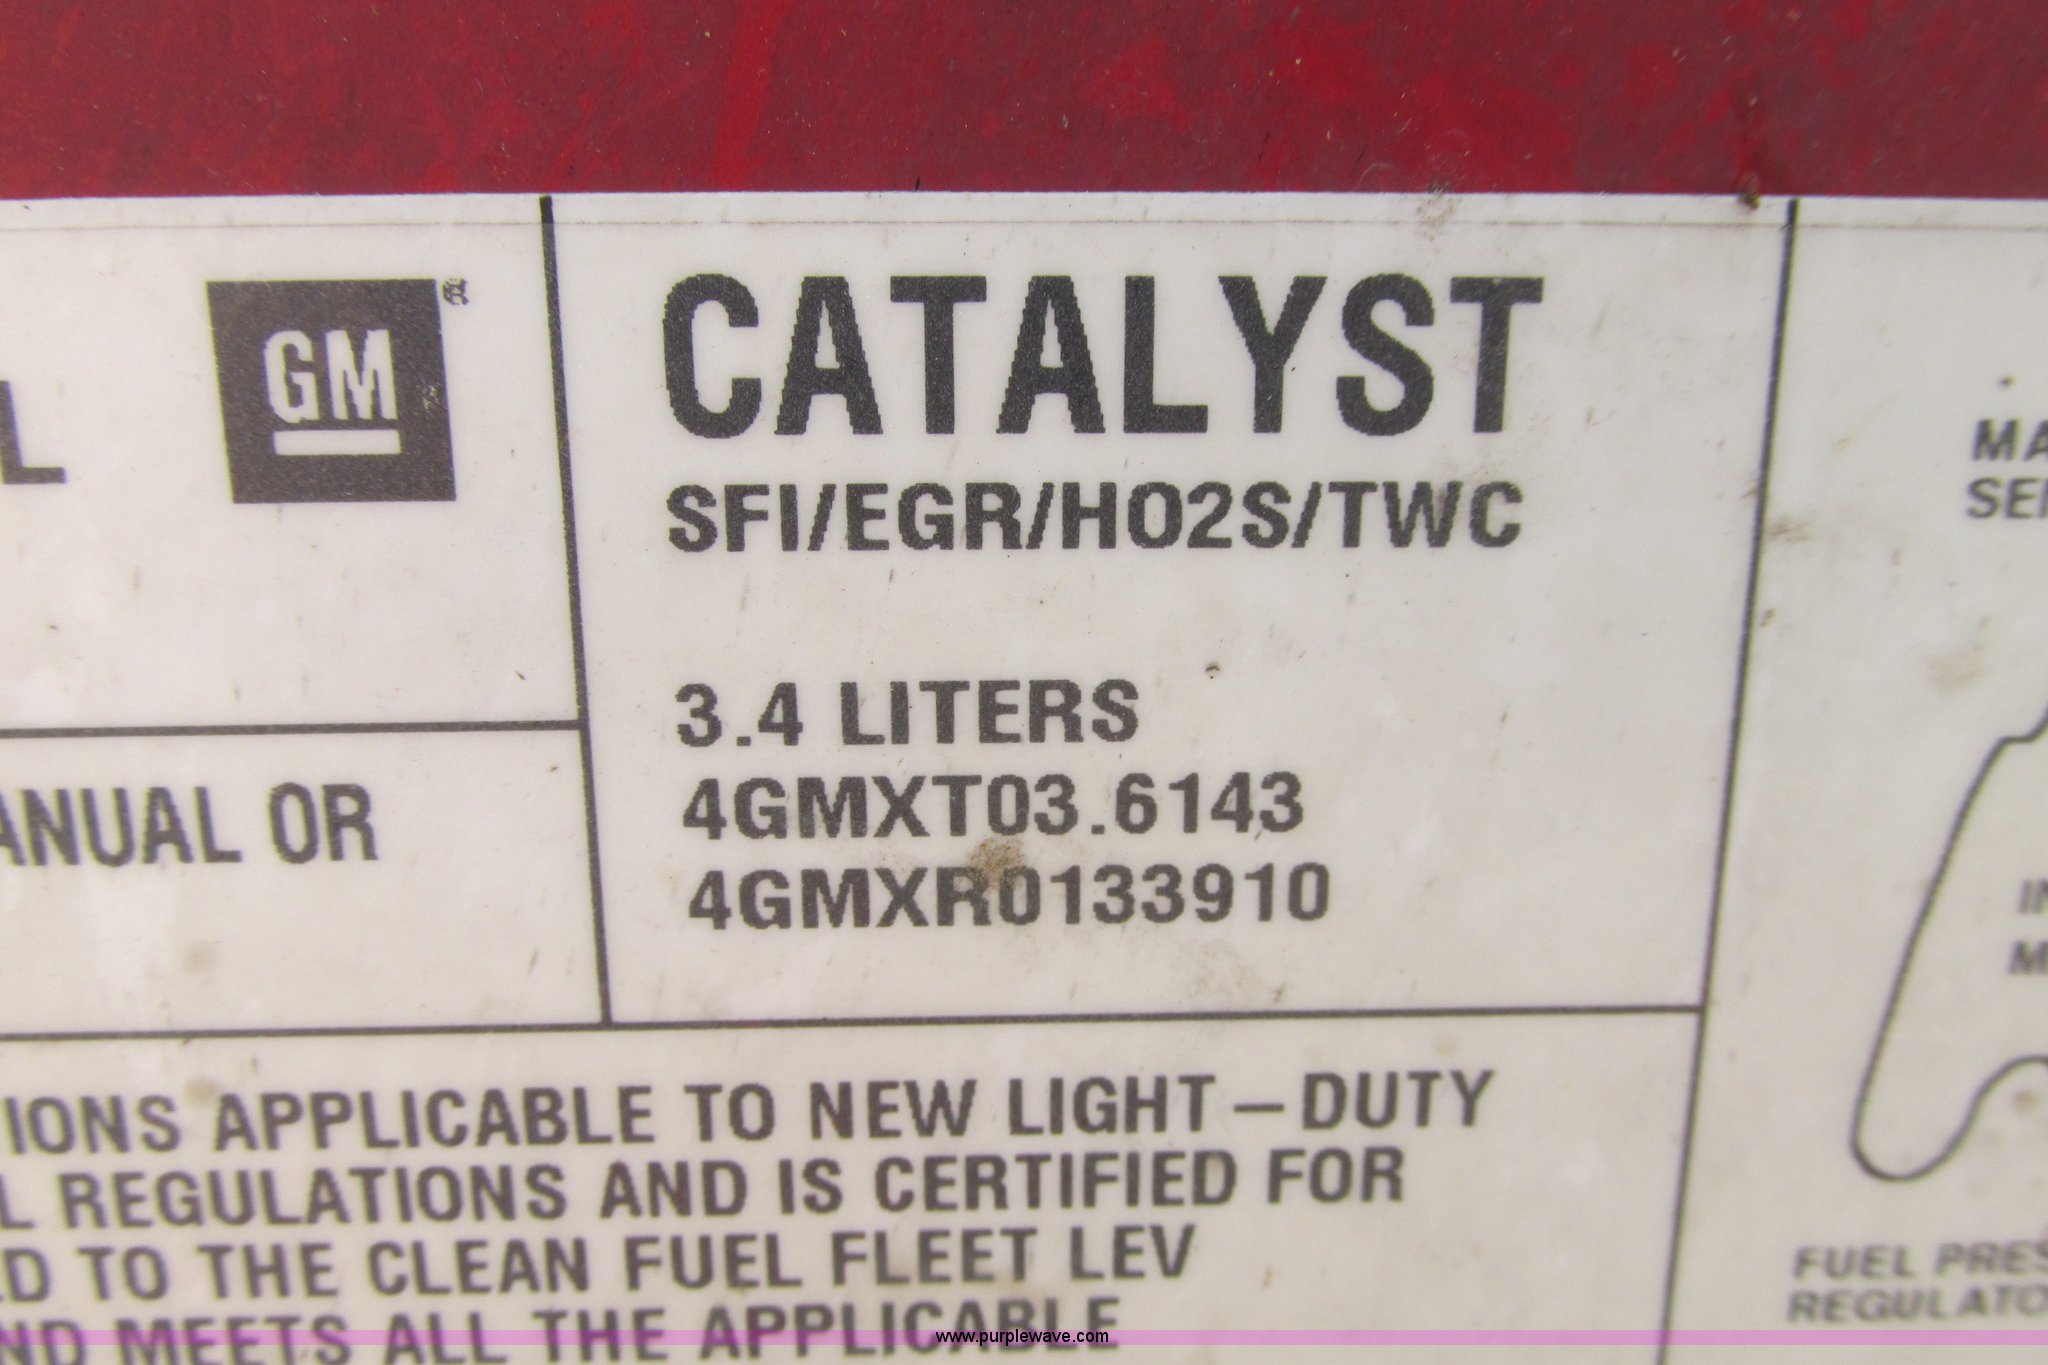 GM
CATALYST
SFI/EGR/HO2S/TWC
3.4 LITERS
4GMXT03.6143
4GMXR0133910
L
ANUAL OR
IONS APPLICABLE TO NEW LIGHT-DUTY
L REGULATIONS AND IS CERTIFIED FOR
ED TO THE CLEAN FUEL FLEET LEV
ND MEETS ALL THE APPLICABLE
MA
SE
IN
M
FUEL PRES
REGULATO
www.purplewave.com